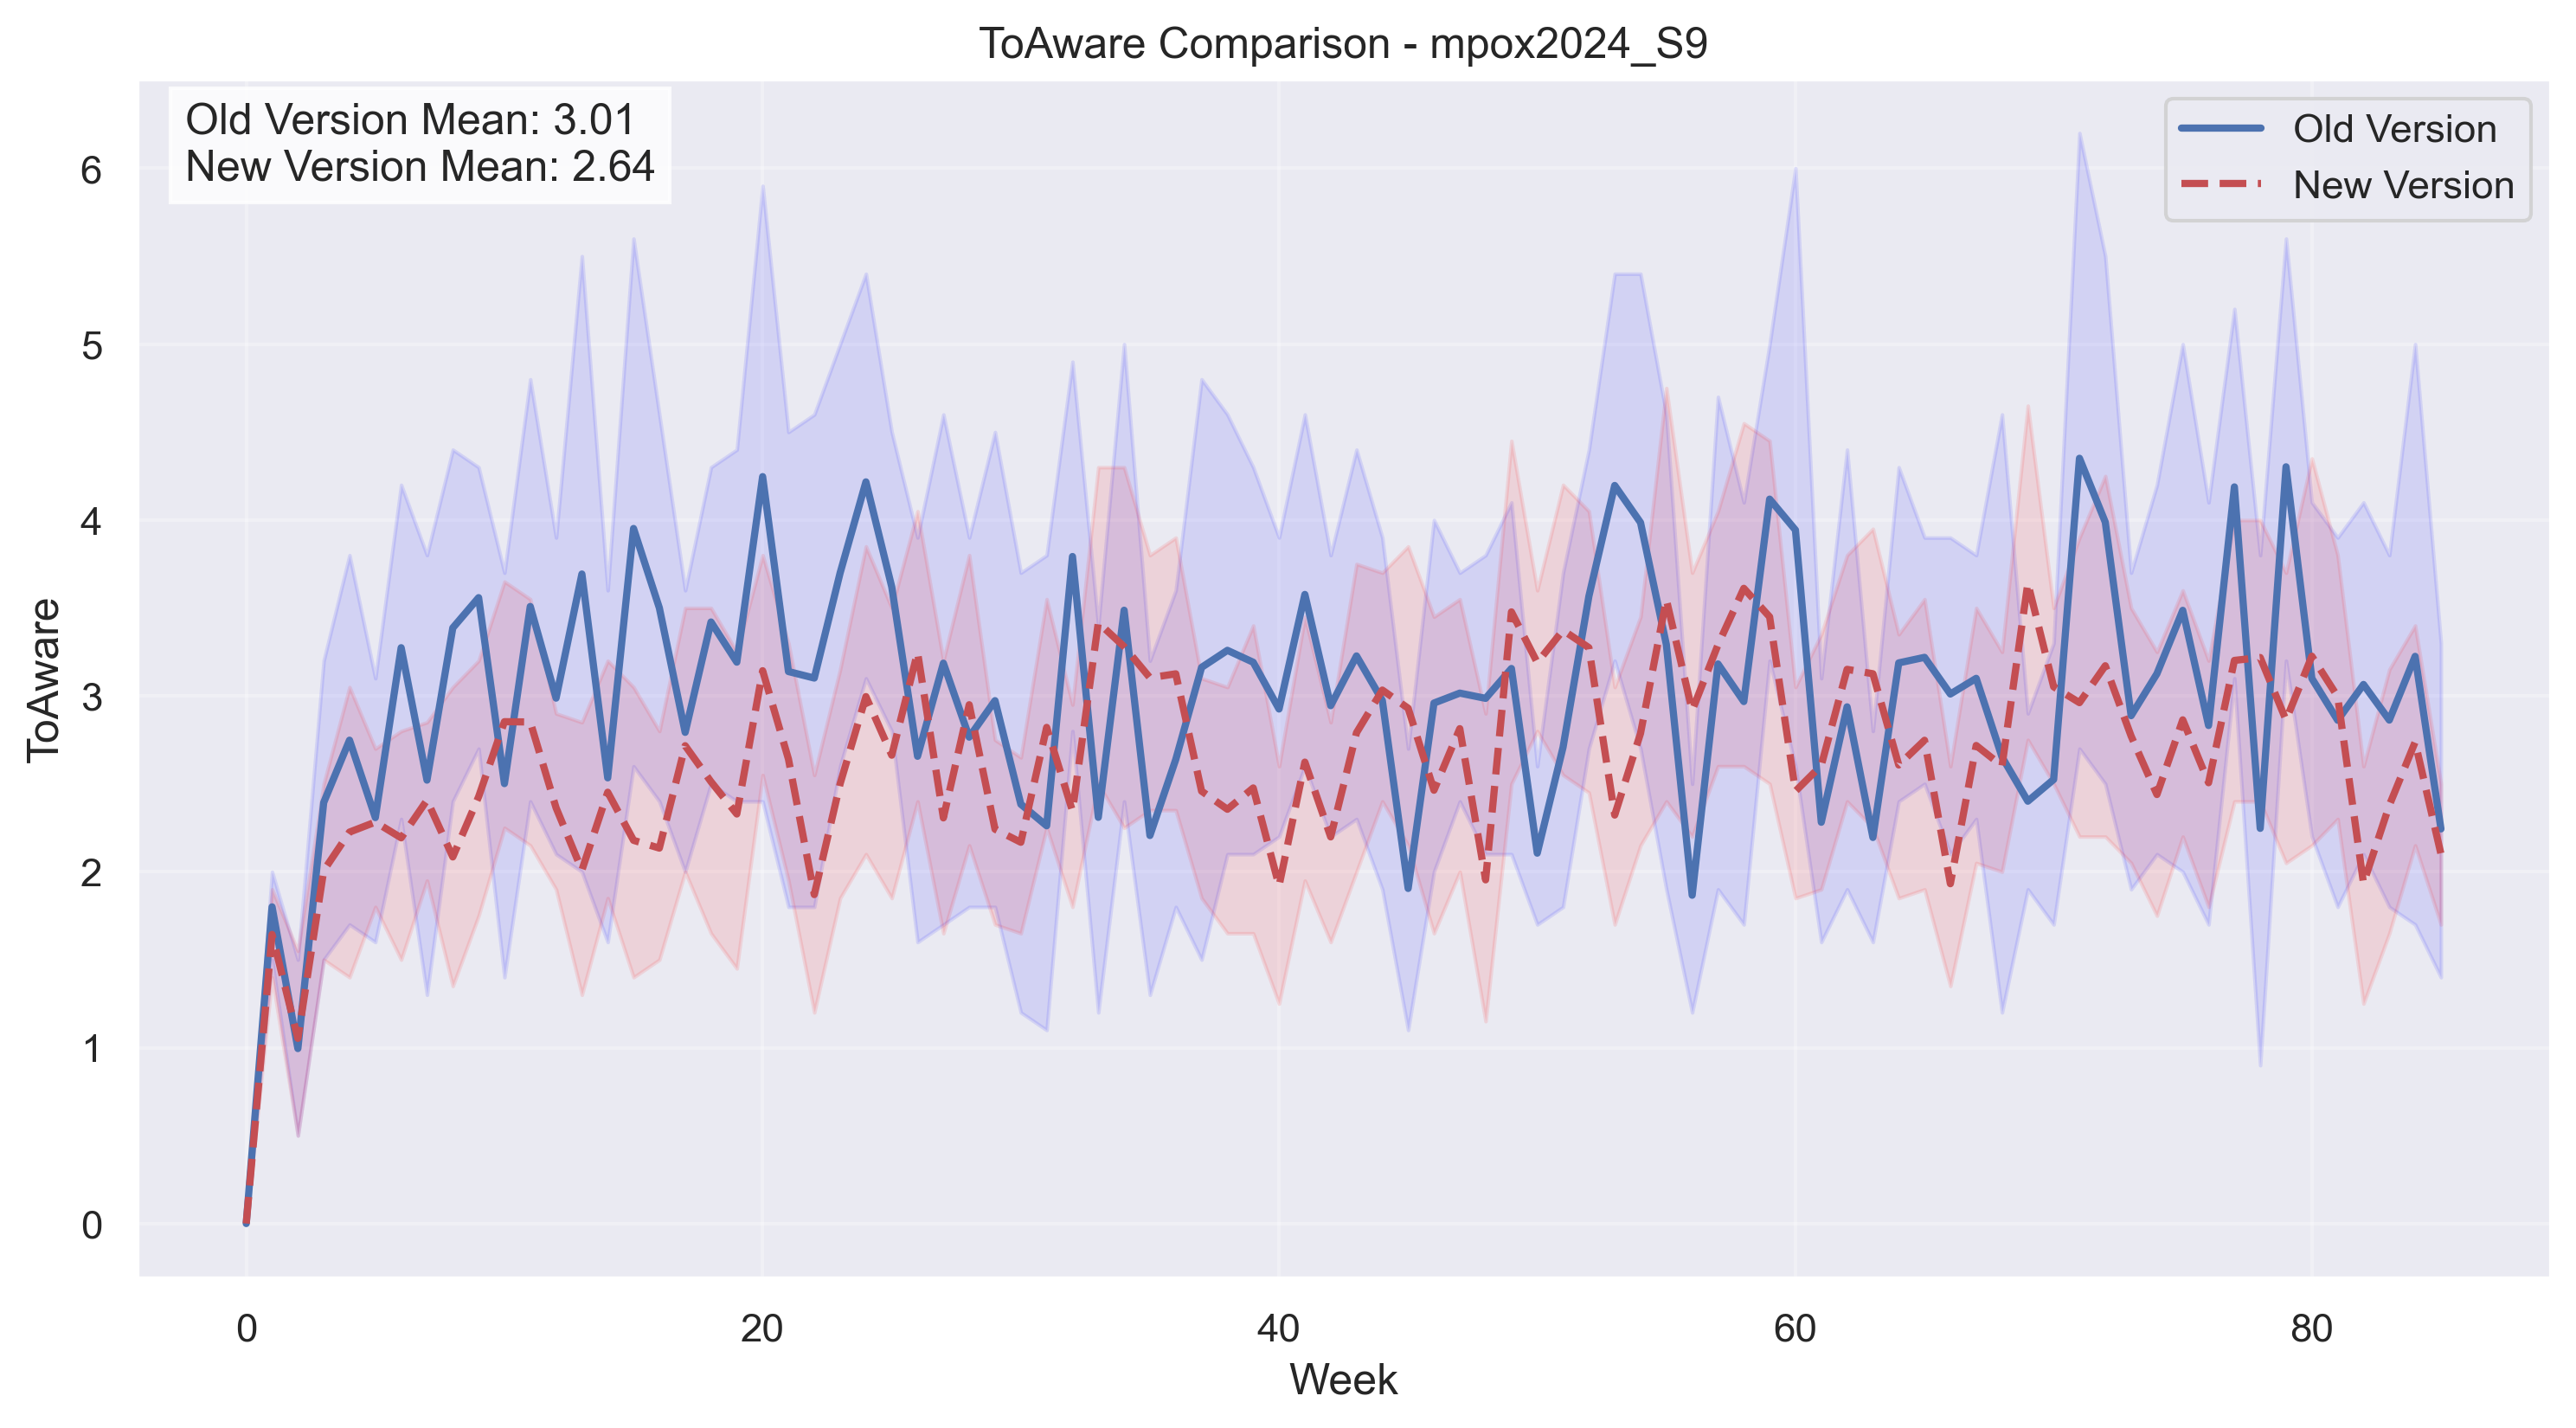 ToAware Comparison - mpox2024_S9
Old Version Mean: 3.01
New Version Mean: 2.64
Old Version
New Version
6
5
4
3
2
1
0
ToAware
0 20 40 60 80
Week